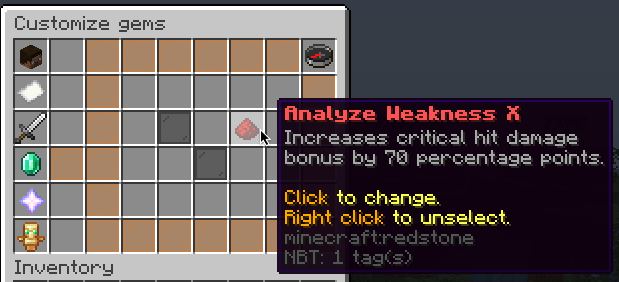 Customize gems
Analyze Weakness X
Increases critical hit damage
bonus by 70 percentage points.
Click to change.
Right click to unselect.
minecraft:redstone
NBT: 1 tag(s)
Inventory